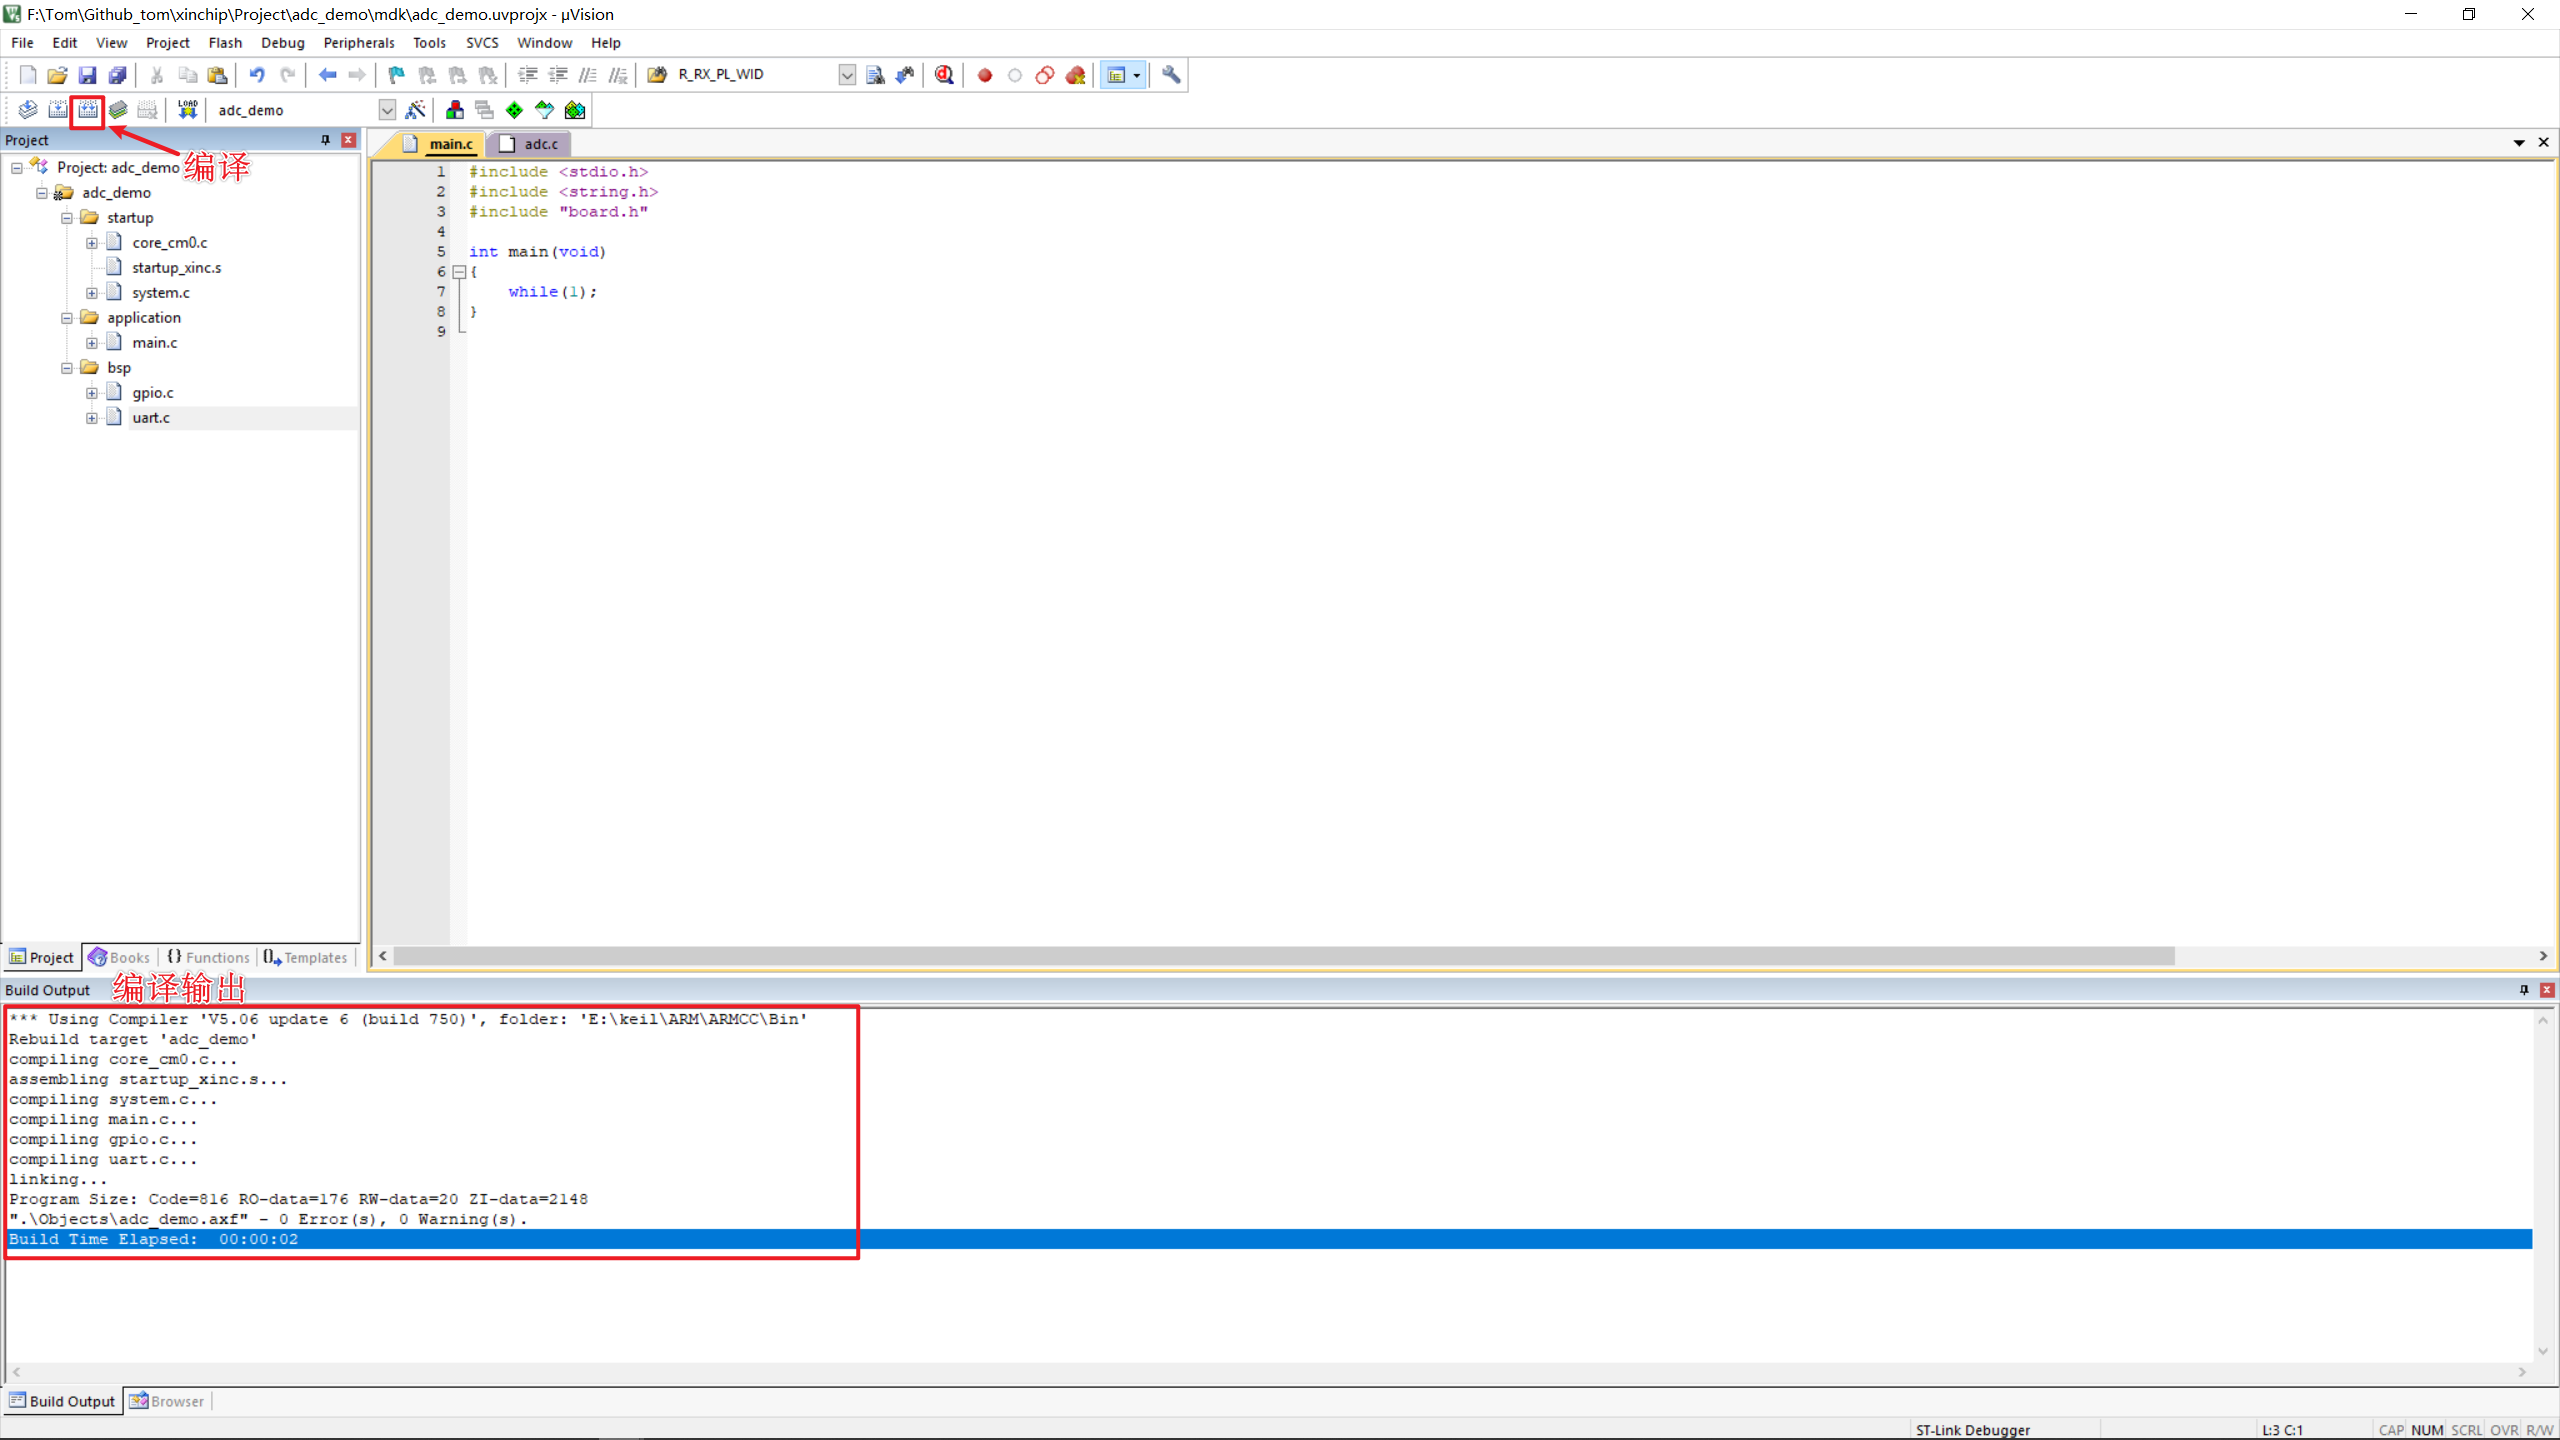 F:\Tom\Github_tom\xinchip\Project\adc_demo\mdk\adc_demo.uvprojx - µVision
File Edit View Project Flash Debug Peripherals Tools SVCS Window Help
R_RX_PL_WID
LOAD adc_demo
Project
编译
Project: adc_demo
adc_demo
startup
core_cm0.c
startup_xinc.s
system.c
application
main.c
bsp
gpio.c
uart.c
main.c adc.c
1 #include <stdio.h>
2 #include <string.h>
3 #include "board.h"
4
5 int main(void)
6 {
7 while(1);
8 }
9
Project Books {} Functions Templates
Build Output 编译输出
*** Using Compiler 'V5.06 update 6 (build 750)', folder: 'E:\keil\ARM\ARMCC\Bin'
Rebuild target 'adc_demo'
compiling core_cm0.c...
assembling startup_xinc.s...
compiling system.c...
compiling main.c...
compiling gpio.c...
compiling uart.c...
linking...
Program Size: Code=816 RO-data=176 RW-data=20 ZI-data=2148
".\Objects\adc_demo.axf" - 0 Error(s), 0 Warning(s).
Build Time Elapsed:  00:00:02
Build Output Browser
ST-Link Debugger L:3 C:1 CAP NUM SCRL OVR R/W